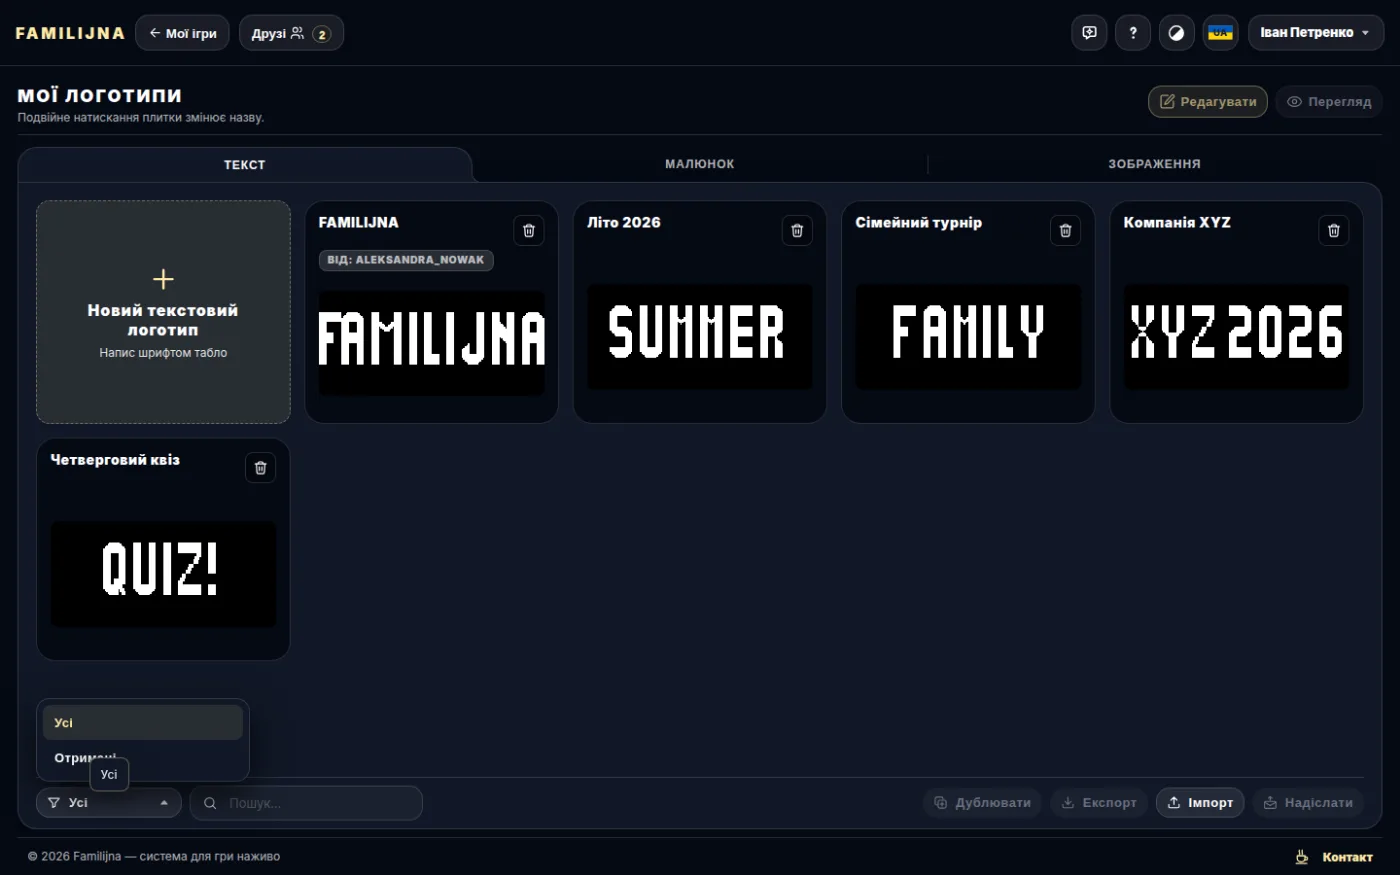 FAMILIJNA
Мої ігри
Друзі 2
?
UA
Іван Петренко
МОЇ ЛОГОТИПИ
Подвійне натискання плитки змінює назву.
Редагувати
Перегляд
ТЕКСТ
МАЛЮНОК
ЗОБРАЖЕННЯ
Новий текстовий
логотип
Напис шрифтом табло
FAMILIJNA
ВІД: ALEKSANDRA_NOWAK
FAMILIJNA
Літо 2026
SUMMER
Сімейний турнір
FAMILY
Компанія XYZ
XYZ 2026
Четверговий квіз
QUIZ!
Усі
Отримані
Усі
Усі
Пошук...
Дублювати
Експорт
Імпорт
Надіслати
© 2026 Familijna — система для гри наживо
Контакт